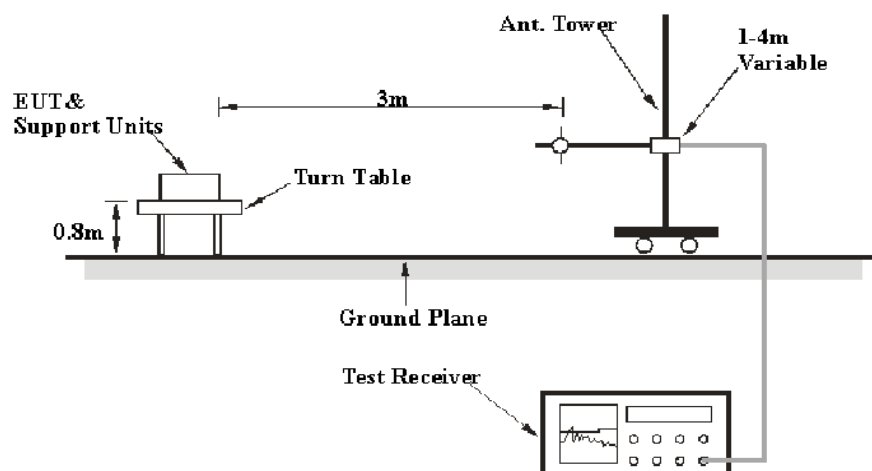 Ant. Tower
1-4m
Variable
3m
EUT&
Support Units
Turn Table
0.8m
Ground Plane
Test Receiver